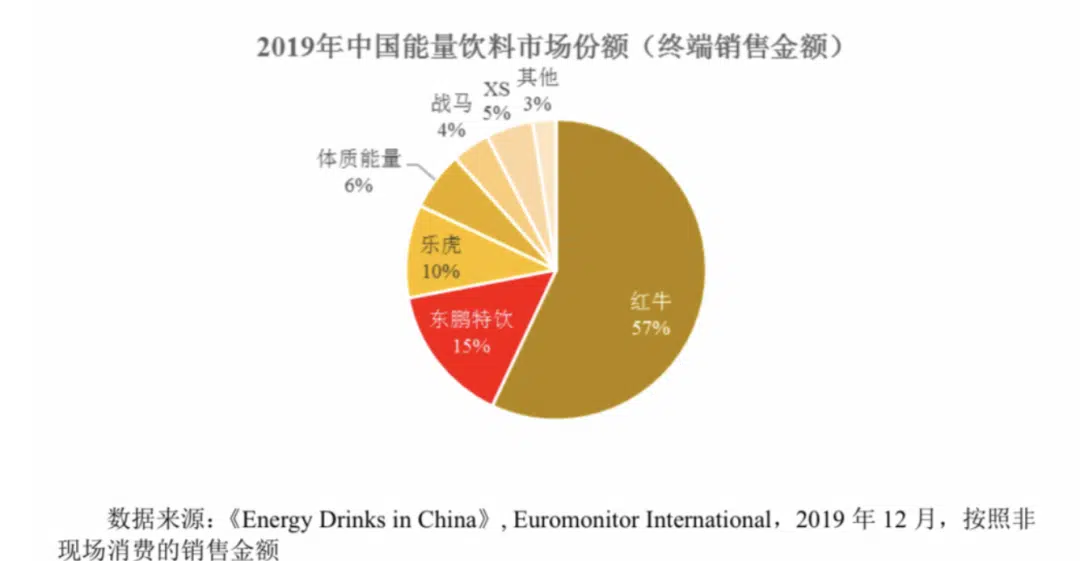 2019年中国能量饮料市场份额（终端销售金额）
其他
3%
XS
5%
战马
4%
体质能量
6%
乐虎
10%
东鹏特饮
15%
红牛
57%
数据来源：《Energy Drinks in China》, Euromonitor International，2019 年 12 月，按照非
现场消费的销售金额